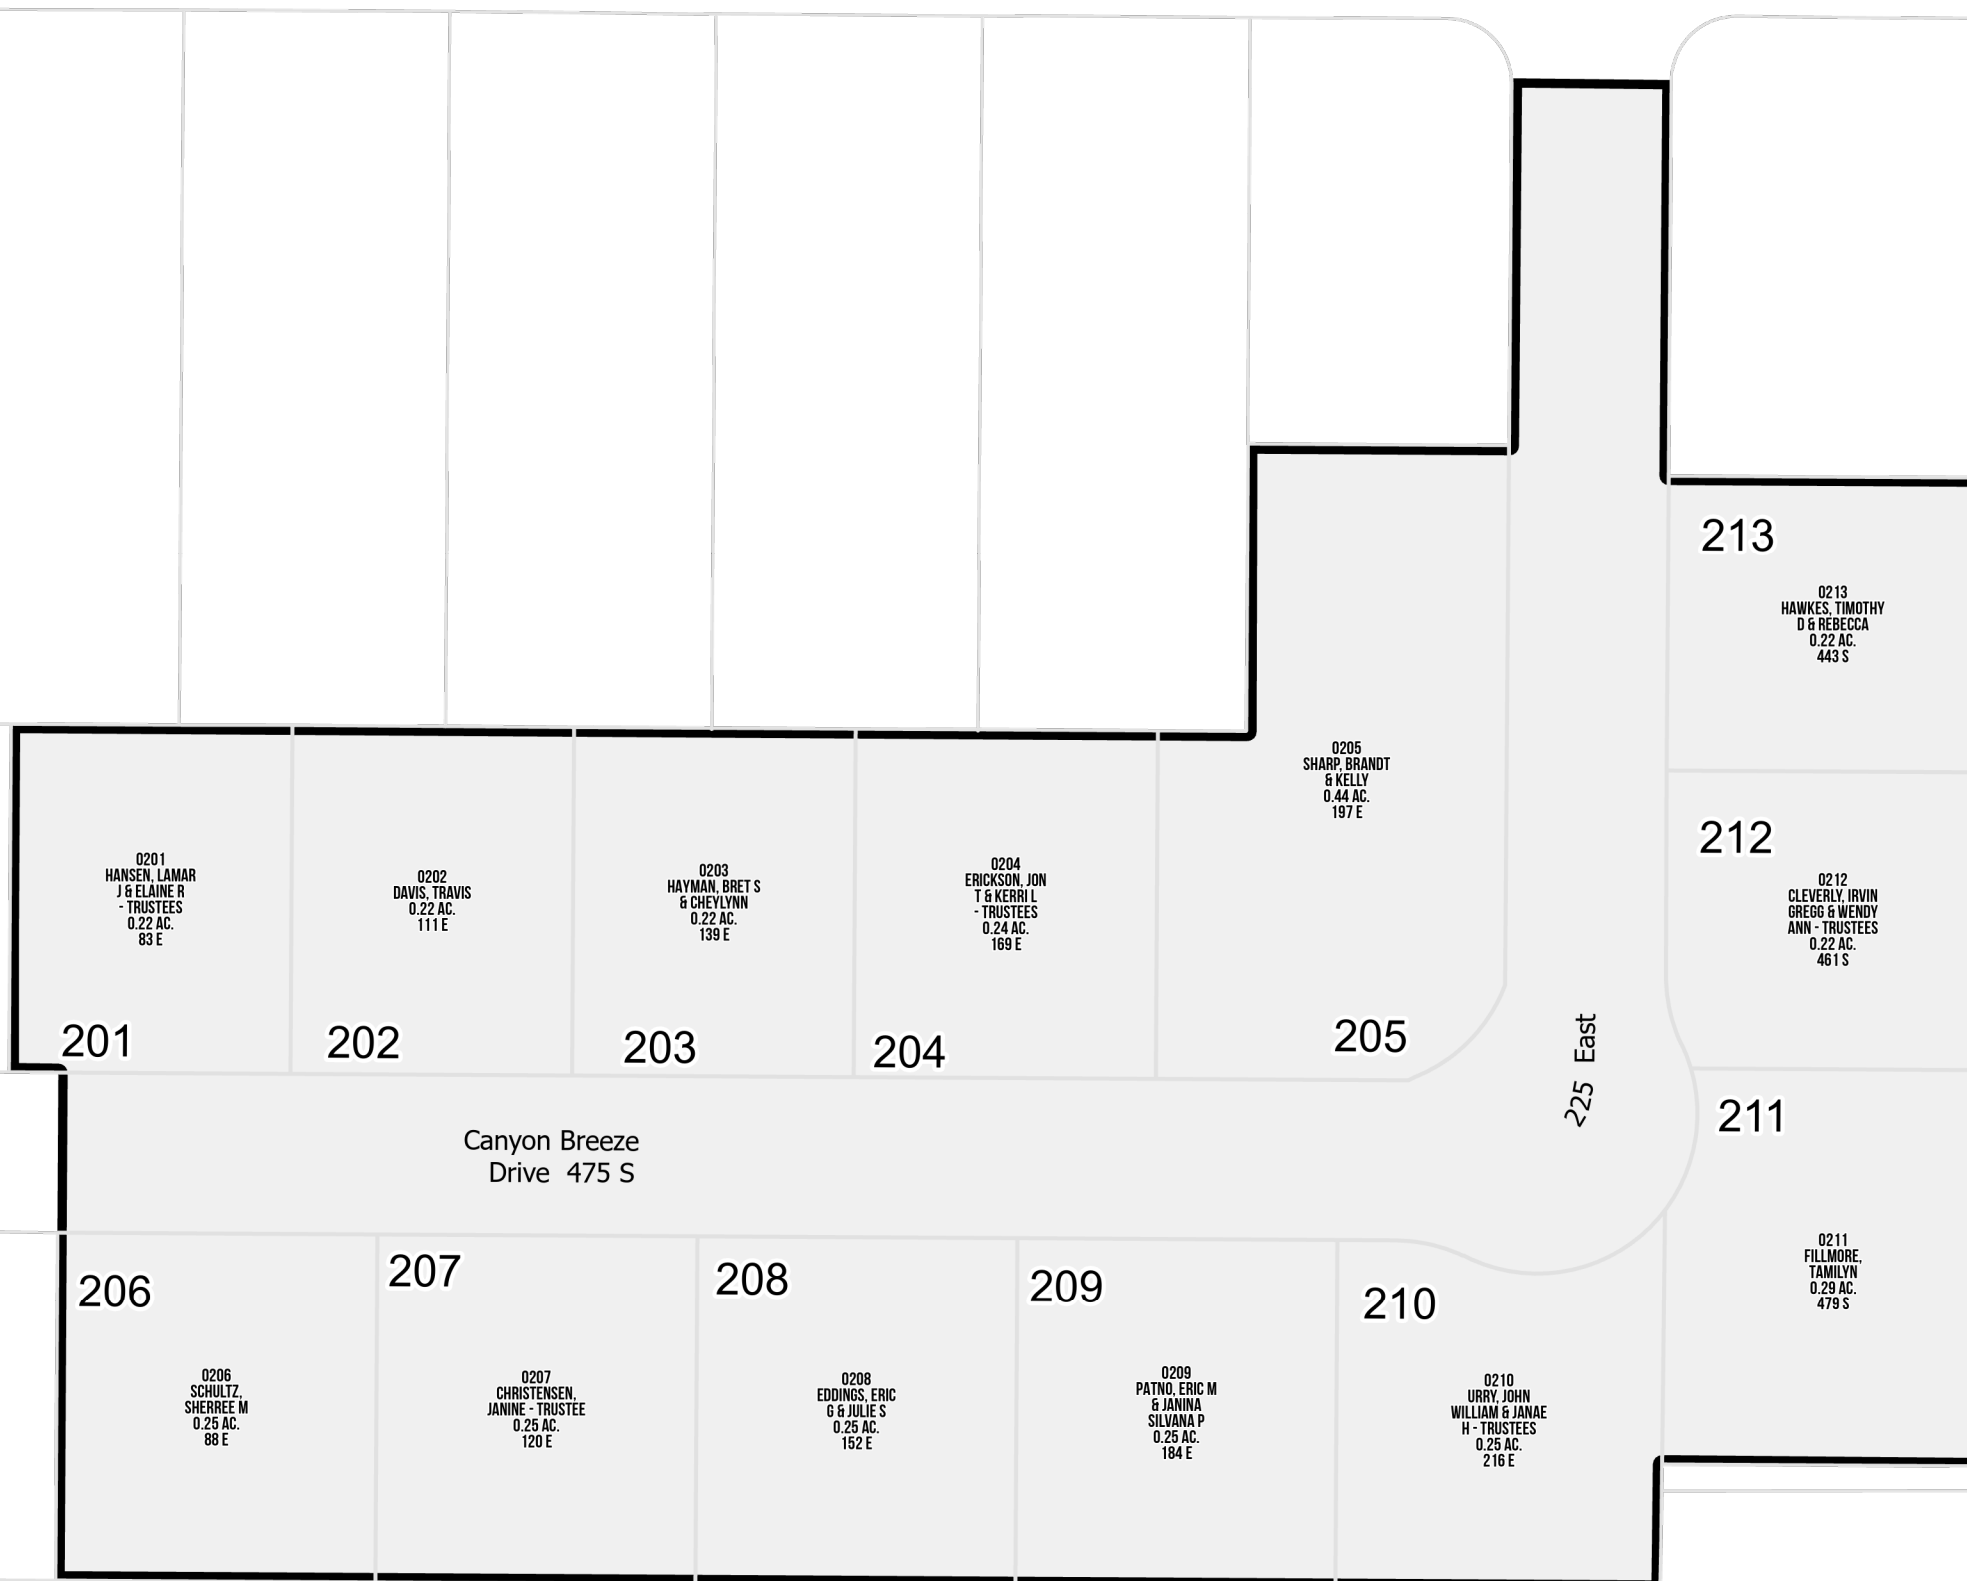 213
0213
HAWKES, TIMOTHY
D & REBECCA
0.22 AC.
443 S
0205
SHARP, BRANDT
& KELLY
0.44 AC.
197 E
205
212
0212
CLEVERLY, IRVIN
GREGG & WENDY
ANN - TRUSTEES
0.22 AC.
461 S
0201
HANSEN, LAMAR
J & ELAINE R
- TRUSTEES
0.22 AC.
83 E
201
0202
DAVIS, TRAVIS
0.22 AC.
111 E
202
0203
HAYMAN, BRET S
& CHEYLYNN
0.22 AC.
139 E
203
0204
ERICKSON, JON
T & KERRI L
- TRUSTEES
0.24 AC.
169 E
204
225 East
211
0211
FILLMORE,
TAMILYN
0.29 AC.
479 S
Canyon Breeze
Drive 475 S
206
0206
SCHULTZ,
SHERREE M
0.25 AC.
88 E
207
0207
CHRISTENSEN,
JANINE - TRUSTEE
0.25 AC.
120 E
208
0208
EDDINGS, ERIC
G & JULIE S
0.25 AC.
152 E
209
0209
PATNO, ERIC M
& JANINA
SILVANA P
0.25 AC.
184 E
210
0210
URRY, JOHN
WILLIAM & JANAE
H - TRUSTEES
0.25 AC.
216 E